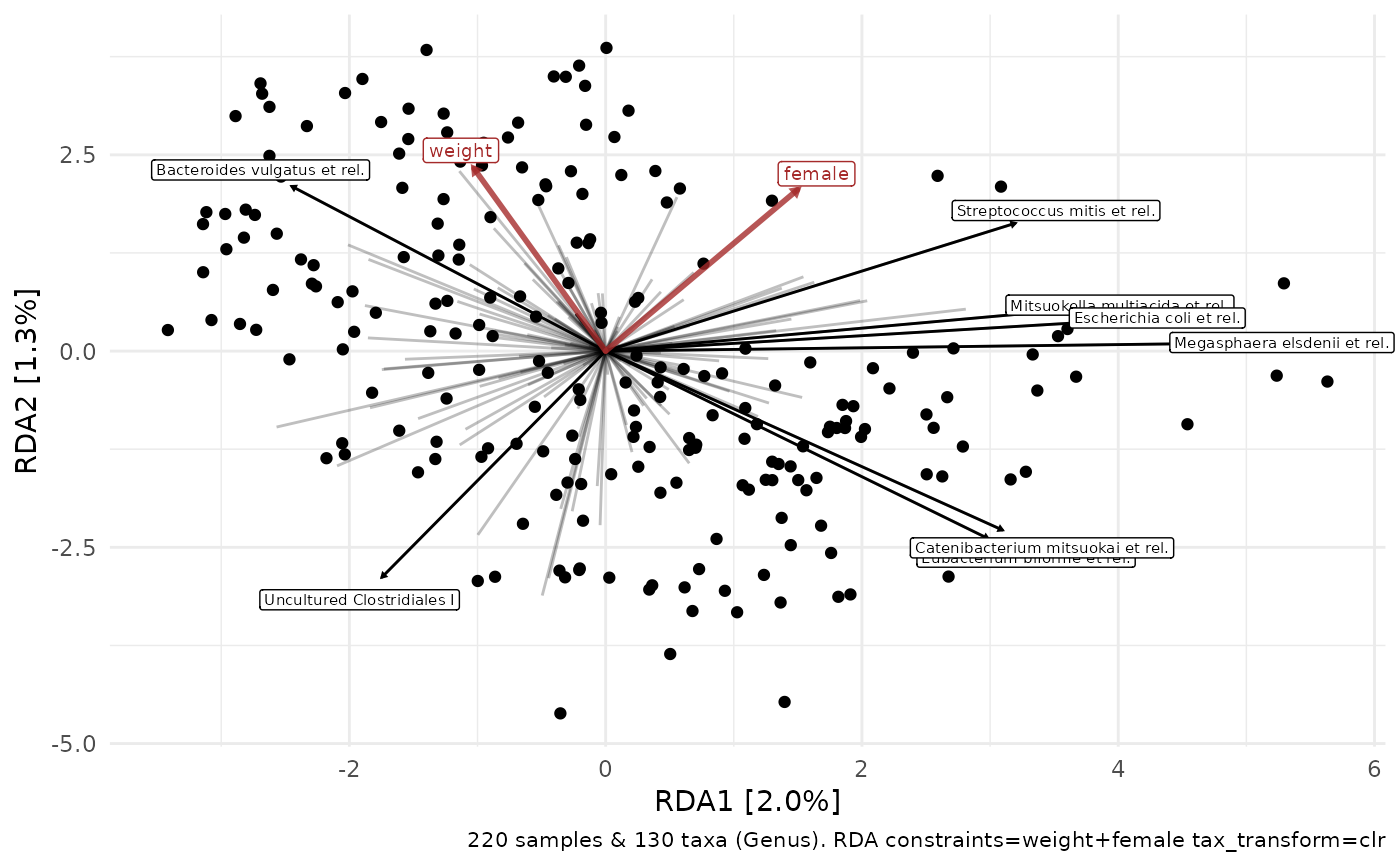 2.5
0.0
-2.5
-5.0
RDA2 [1.3%]
weight
female
Bacteroides vulgatus et rel.
Streptococcus mitis et rel.
Mitsuokella multiacida et rel.
Escherichia coli et rel.
Megasphaera elsdenii et rel.
Catenibacterium mitsuokai et rel.
Eubacterium biforme et rel.
Uncultured Clostridiales I
-2 0 2 4 6
RDA1 [2.0%]
220 samples & 130 taxa (Genus). RDA constraints=weight+female tax_transform=clr